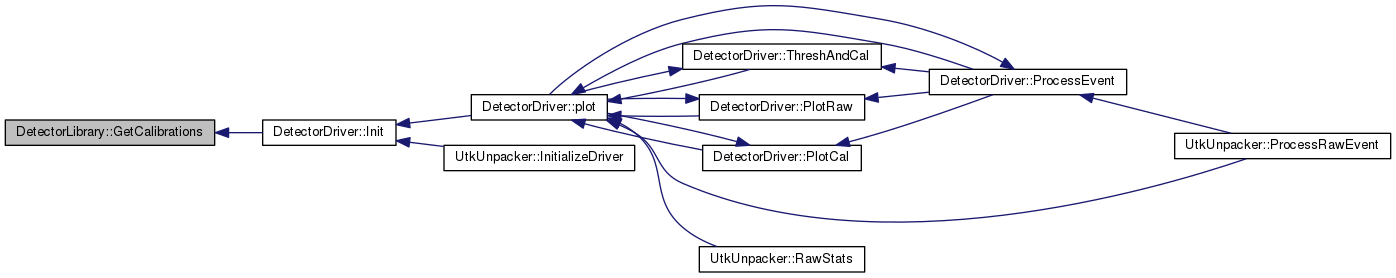 DetectorLibrary::GetCalibrations
DetectorDriver::Init
DetectorDriver::plot
UtkUnpacker::InitializeDriver
DetectorDriver::ThreshAndCal
DetectorDriver::PlotRaw
DetectorDriver::PlotCal
UtkUnpacker::RawStats
DetectorDriver::ProcessEvent
UtkUnpacker::ProcessRawEvent